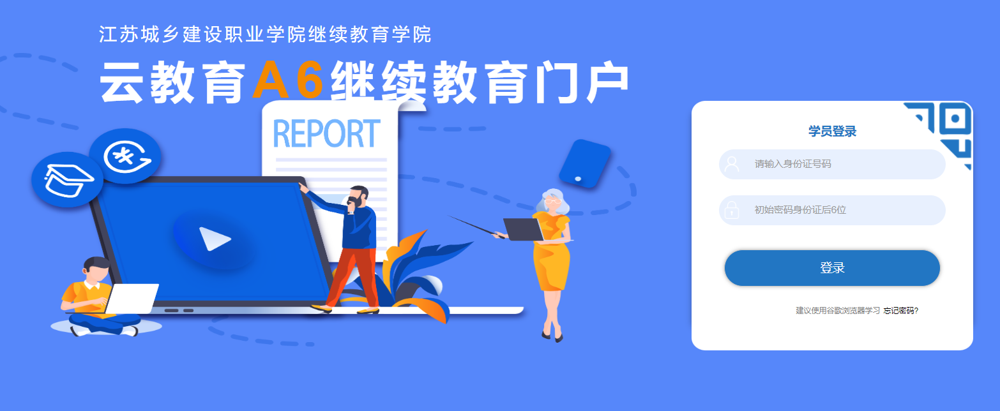 江苏城乡建设职业学院继续教育学院
云教育A6继续教育门户
REPORT
学员登录
请输入身份证号码
初始密码身份证后6位
登录
建议使用谷歌浏览器学习 忘记密码?